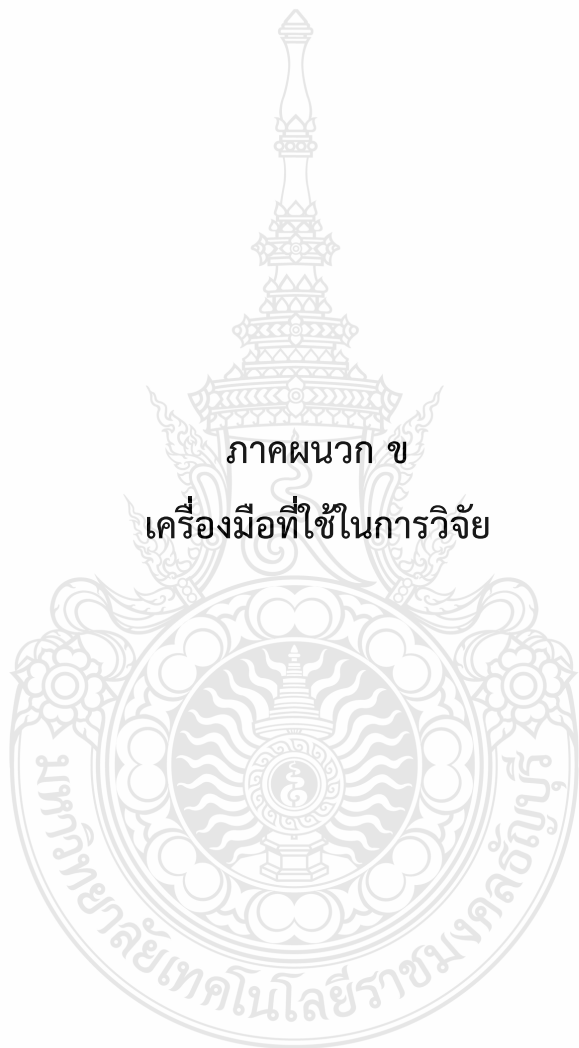 ภาคผนวก ข
เครื่องมือที่ใช้ในการวิจัย
มหาวิทยาลัยเทคโนโลยีราชมงคลธัญบุรี